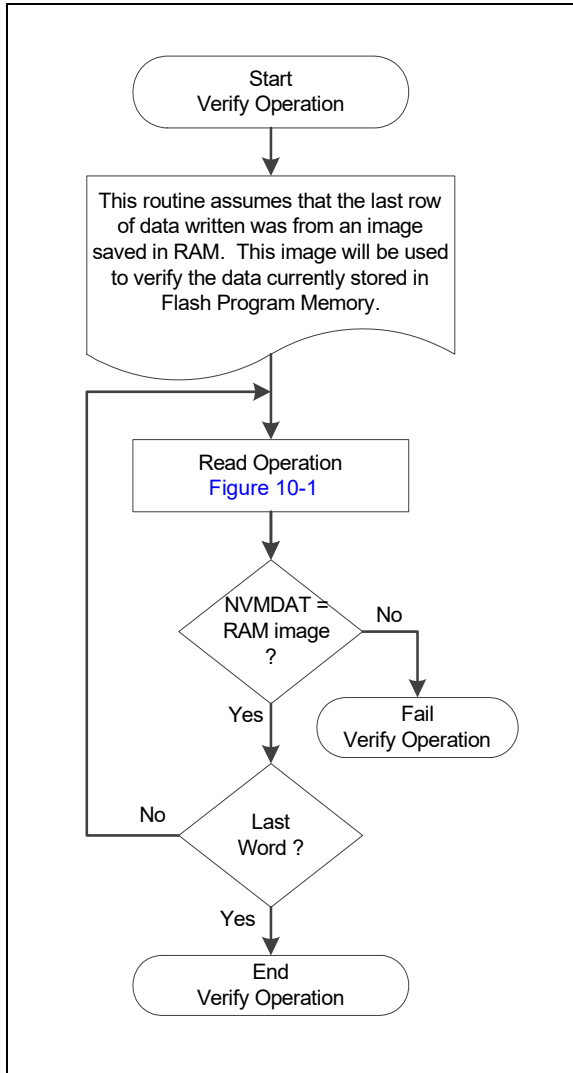 Start
Verify Operation
This routine assumes that the last row
of data written was from an image
saved in RAM.  This image will be used
to verify the data currently stored in
Flash Program Memory.
Read Operation
Figure 10-1
NVMDAT =
RAM image
?
No
Yes
Fail
Verify Operation
No
Last
Word ?
Yes
End
Verify Operation